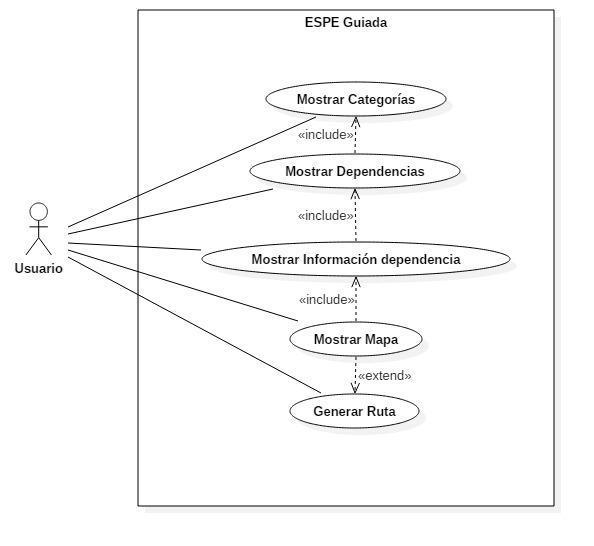 ESPE Guiada
Mostrar Categorías
«include»
Mostrar Dependencias
«include»
Mostrar Información dependencia
«include»
Mostrar Mapa
«extend»
Generar Ruta
Usuario